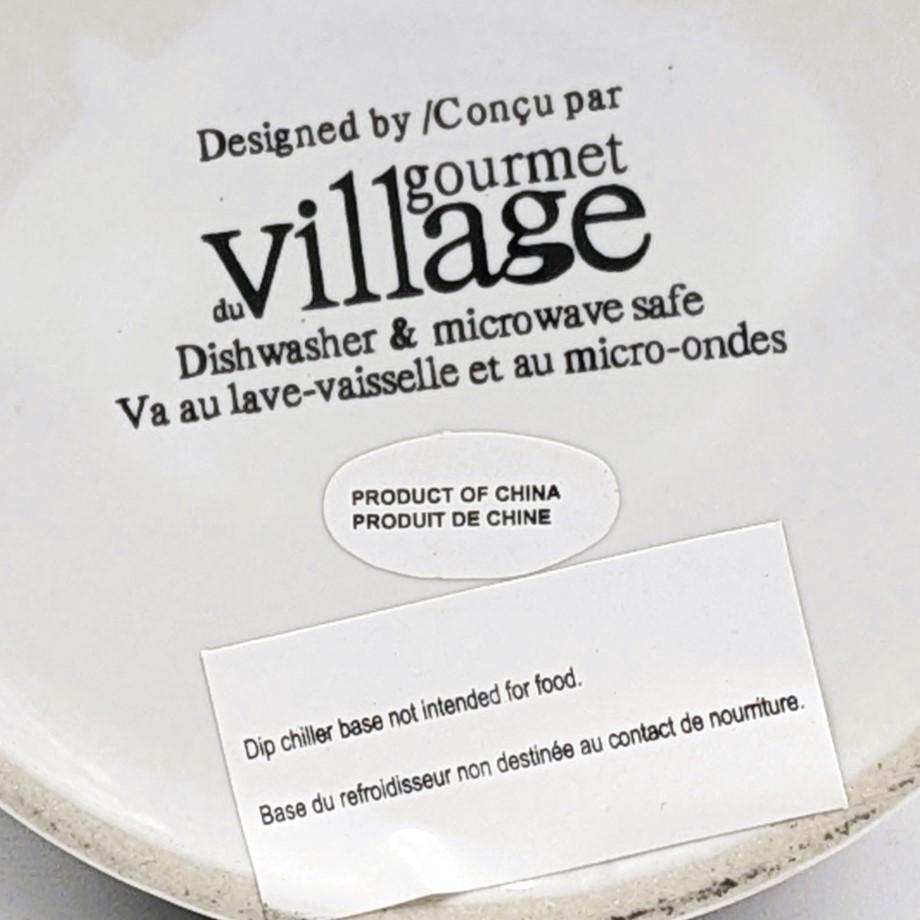 Designed by /Conçu par
gourmet
village
du
Dishwasher & microwave safe
Va au lave-vaisselle et au micro-ondes
PRODUCT OF CHINA
PRODUIT DE CHINE
Dip chiller base not intended for food.
Base du refroidisseur non destinée au contact de nourriture.